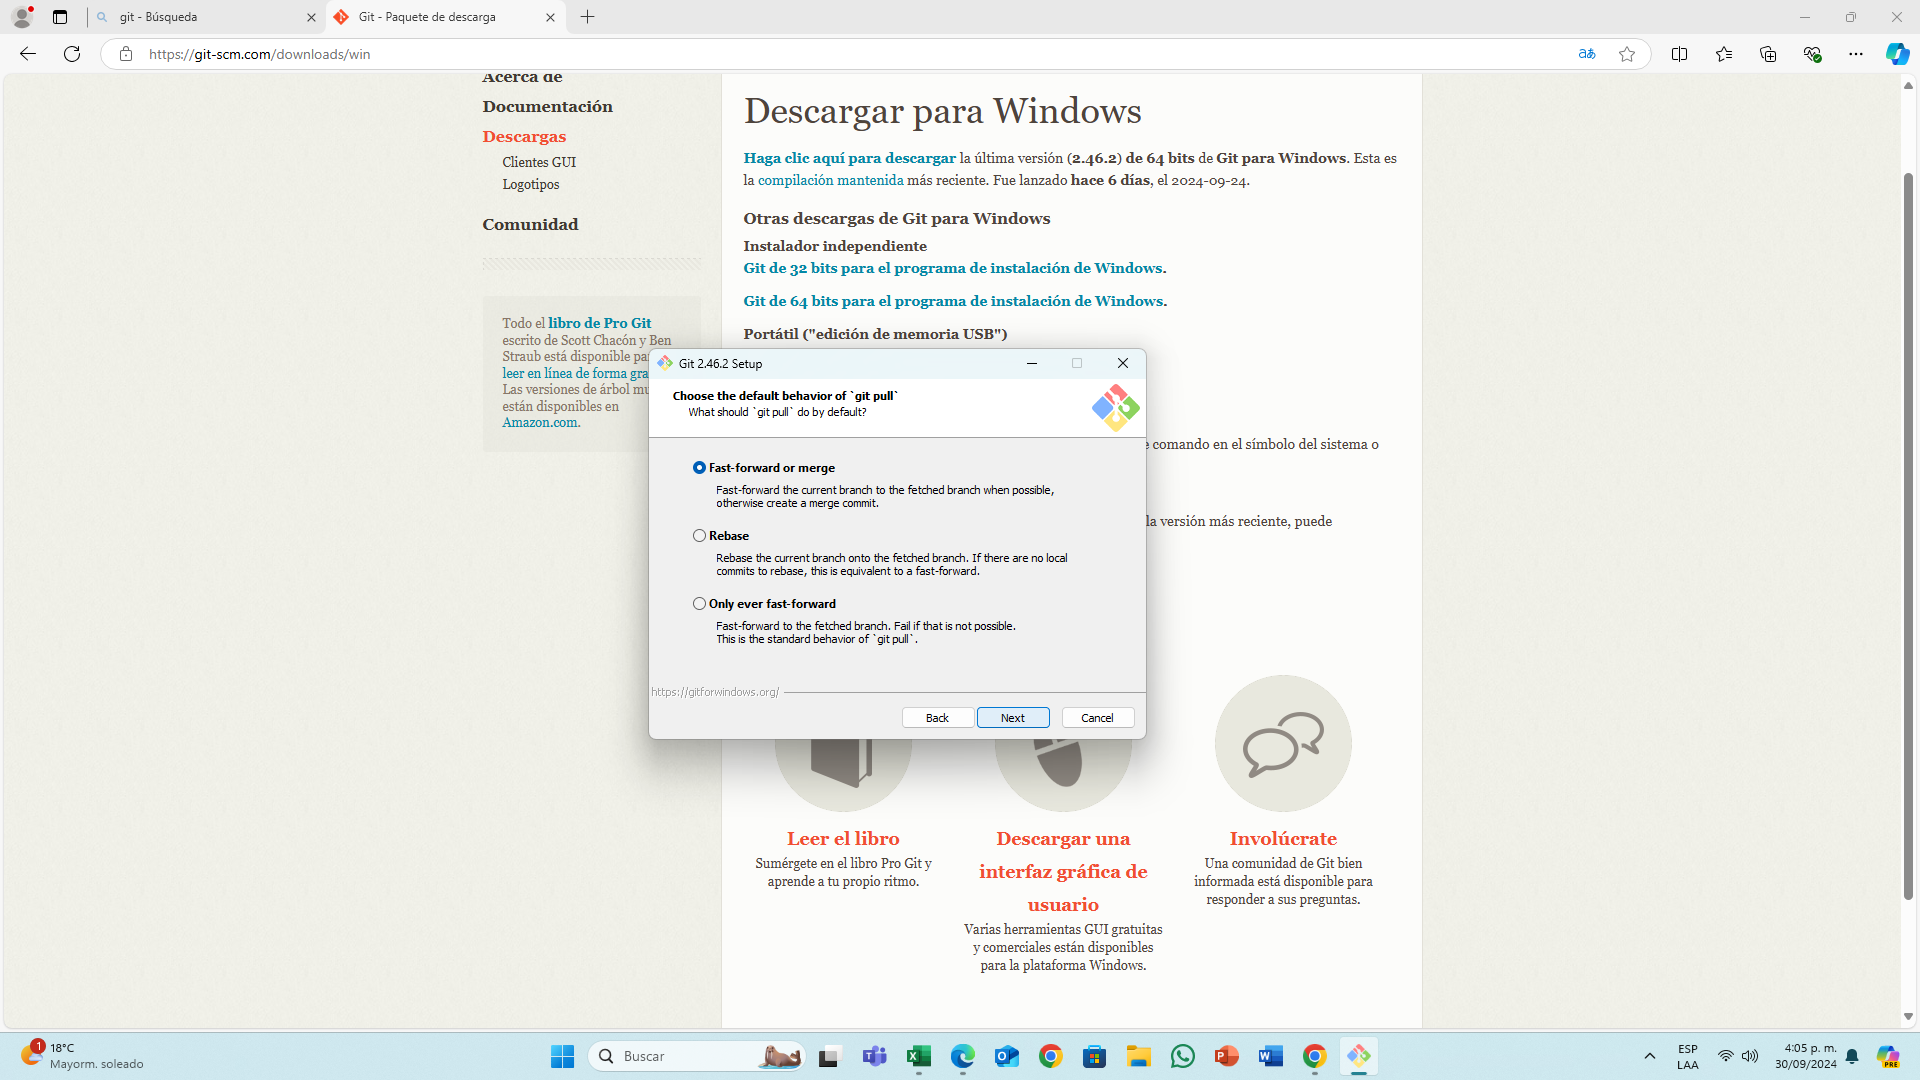 git - Búsqueda
Git - Paquete de descarga
https://git-scm.com/downloads/win
Acerca de
Documentación
Descargas
Clientes GUI
Logotipos
Comunidad
Todo el libro de Pro Git
escrito de Scott Chacón y Ben
Straub está disponible pa
leer en línea de forma gra
Las versiones de árbol mu
están disponibles en
Amazon.com.
Descargar para Windows
Haga clic aquí para descargar la última versión (2.46.2) de 64 bits de Git para Windows. Esta es
la compilación mantenida más reciente. Fue lanzado hace 6 días, el 2024-09-24.
Otras descargas de Git para Windows
Instalador independiente
Git de 32 bits para el programa de instalación de Windows.
Git de 64 bits para el programa de instalación de Windows.
Portátil ("edición de memoria USB")
e comando en el símbolo del sistema o
la versión más reciente, puede
Git 2.46.2 Setup
Choose the default behavior of `git pull`
What should `git pull` do by default?
Fast-forward or merge
Fast-forward the current branch to the fetched branch when possible,
otherwise create a merge commit.
Rebase
Rebase the current branch onto the fetched branch. If there are no local
commits to rebase, this is equivalent to a fast-forward.
Only ever fast-forward
Fast-forward to the fetched branch. Fail if that is not possible.
This is the standard behavior of `git pull`.
https://gitforwindows.org/
Back
Next
Cancel
Leer el libro
Sumérgete en el libro Pro Git y
aprende a tu propio ritmo.
Descargar una
interfaz gráfica de
usuario
Varias herramientas GUI gratuitas
y comerciales están disponibles
para la plataforma Windows.
Involúcrate
Una comunidad de Git bien
informada está disponible para
responder a sus preguntas.
1
18°C
Mayorm. soleado
Buscar
ESP
LAA
4:05 p. m.
30/09/2024
PRE